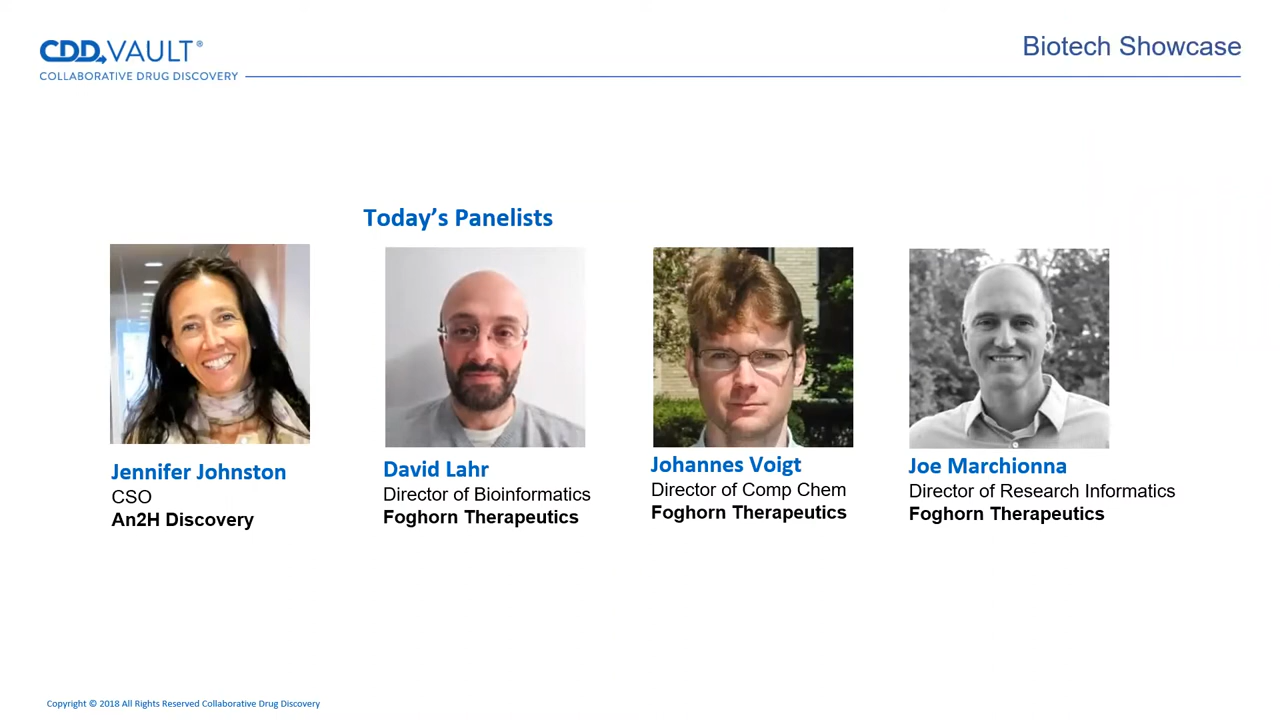 CDD VAULT®
COLLABORATIVE DRUG DISCOVERY
Biotech Showcase
Today's Panelists
Jennifer Johnston
CSO
An2H Discovery
David Lahr
Director of Bioinformatics
Foghorn Therapeutics
Johannes Voigt
Director of Comp Chem
Foghorn Therapeutics
Joe Marchionna
Director of Research Informatics
Foghorn Therapeutics
Copyright © 2018 All Rights Reserved Collaborative Drug Discovery